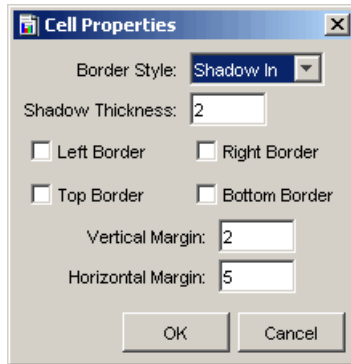 Cell Properties
Border Style: Shadow In
Shadow Thickness: 2
Left Border Right Border
Top Border Bottom Border
Vertical Margin: 2
Horizontal Margin: 5
OK Cancel